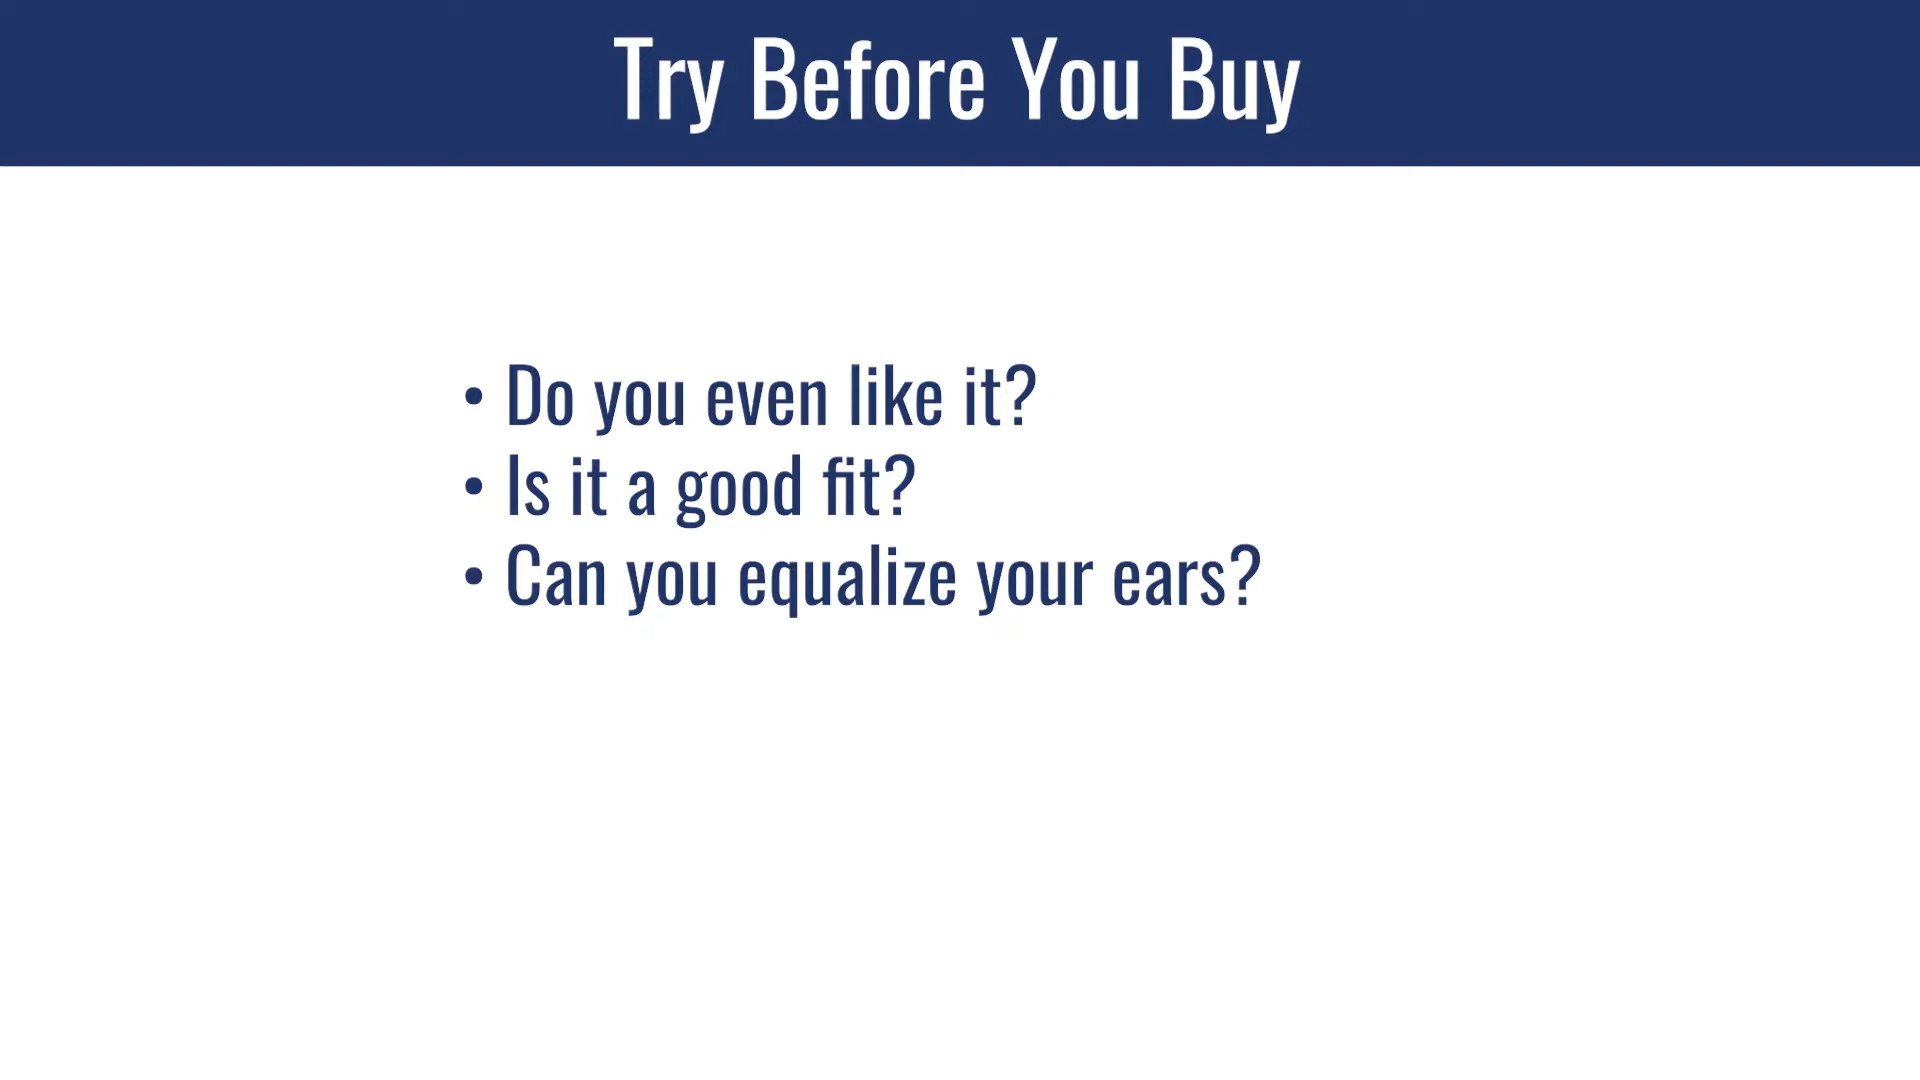 Try Before You Buy
• Do you even like it?
• Is it a good fit?
• Can you equalize your ears?